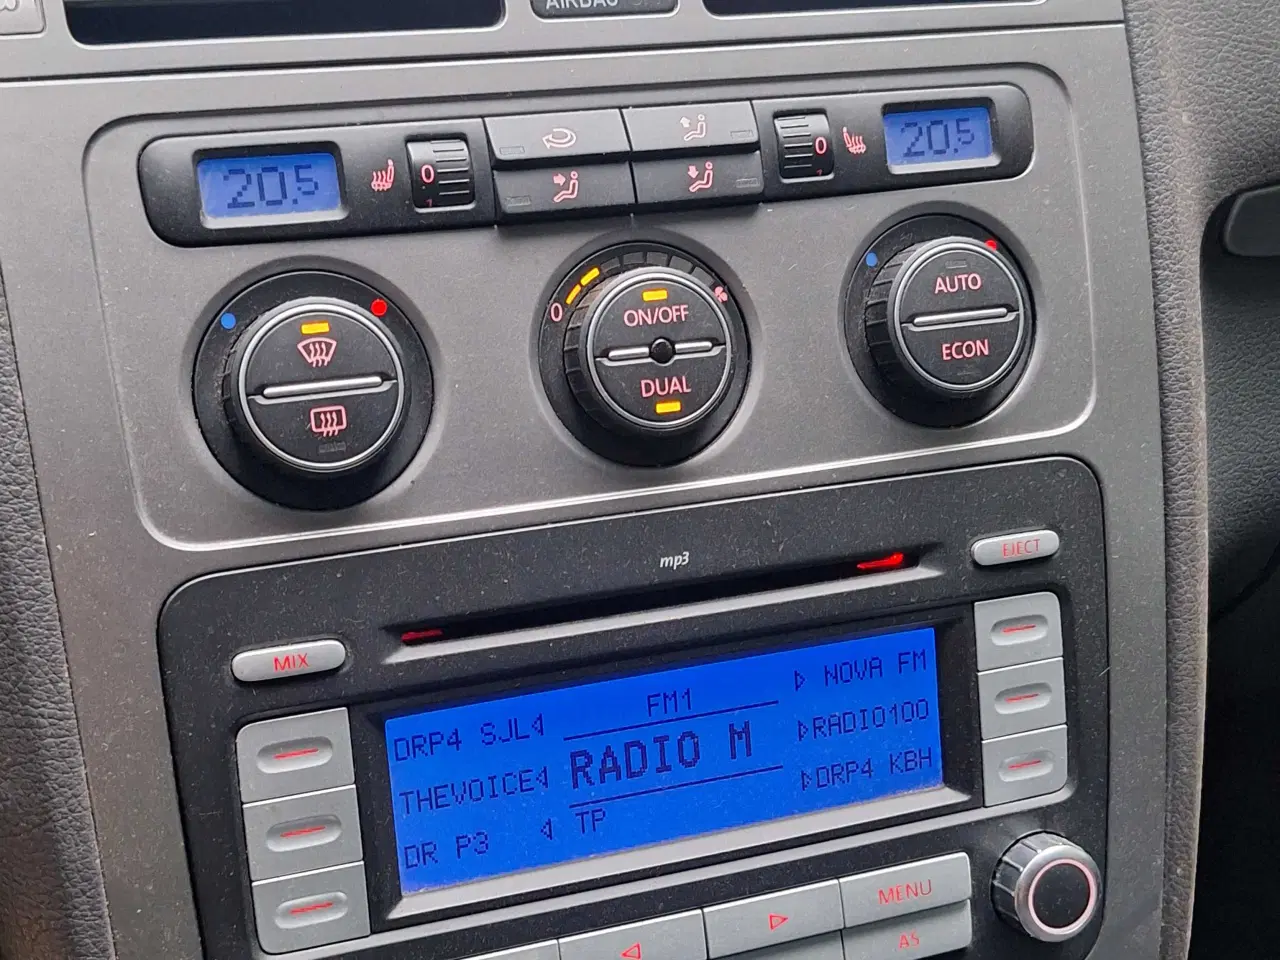 AIRBAG
20.5
0
0
20.5
0
ON/OFF
DUAL
AUTO
ECON
mp3
EJECT
MIX
FM1
DRP4 SJL
RADIO M
NOVA FM
THEVOICE
RADIO100
DR P3
TP
DRP4 KBH
MENU
AS